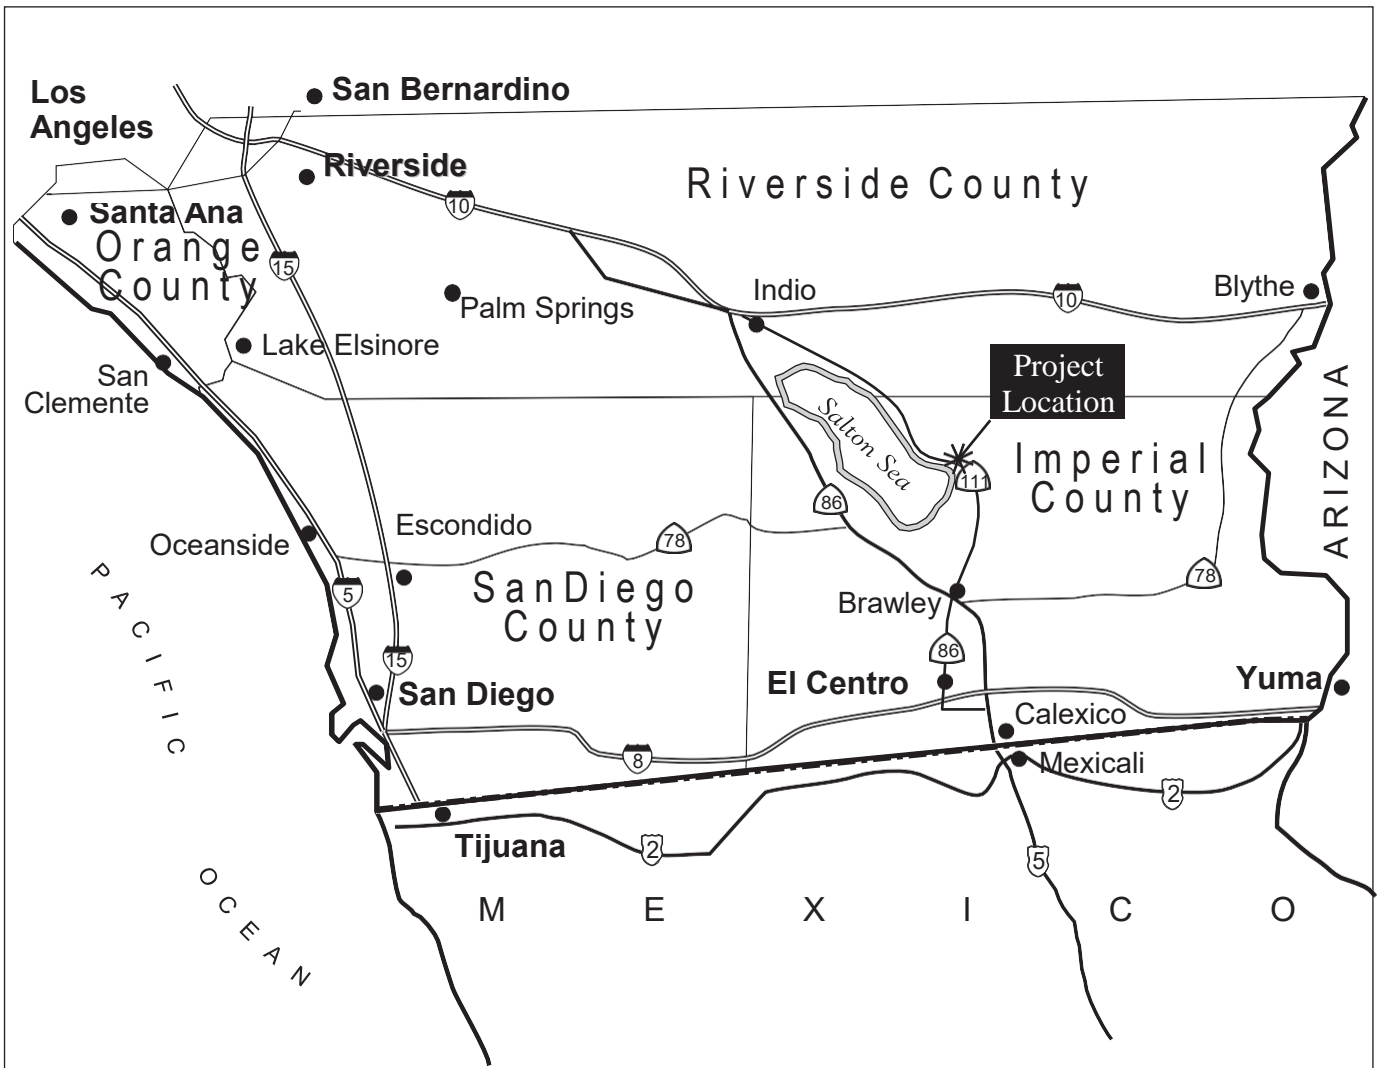 San Bernardino
Los
Angeles
Riverside
Riverside County
10
Santa Ana
Orange
County
15
Indio
10
Blythe
Palm Springs
Lake Elsinore
San
Clemente
Project
Location
ARIZONA
Salton Sea
Imperial
County
111
86
Escondido
78
Oceanside
78
5
SanDiego
County
Brawley
PACIFIC
86
15
San Diego
El Centro
Yuma
Calexico
8
Mexicali
2
Tijuana
2
5
MEXICO
OCEAN